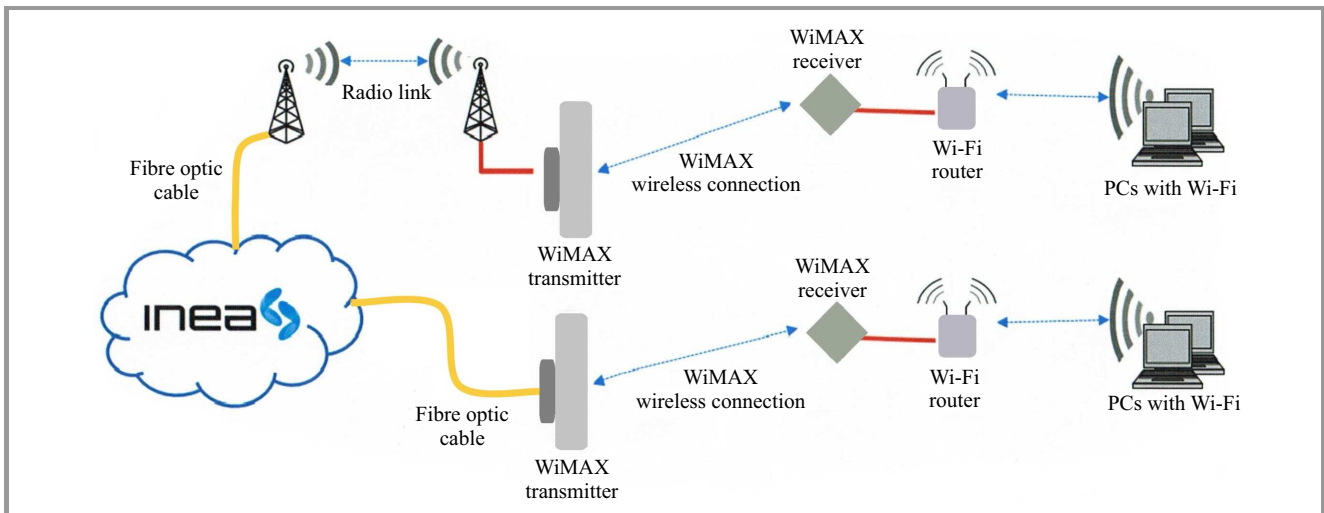 WiMAX
receiver
Radio link
Fibre optic
cable
WiMAX
wireless connection
Wi-Fi
router
PCs with Wi-Fi
WiMAX
transmitter
inea
WiMAX
receiver
Fibre optic
cable
WiMAX
wireless connection
Wi-Fi
router
PCs with Wi-Fi
WiMAX
transmitter